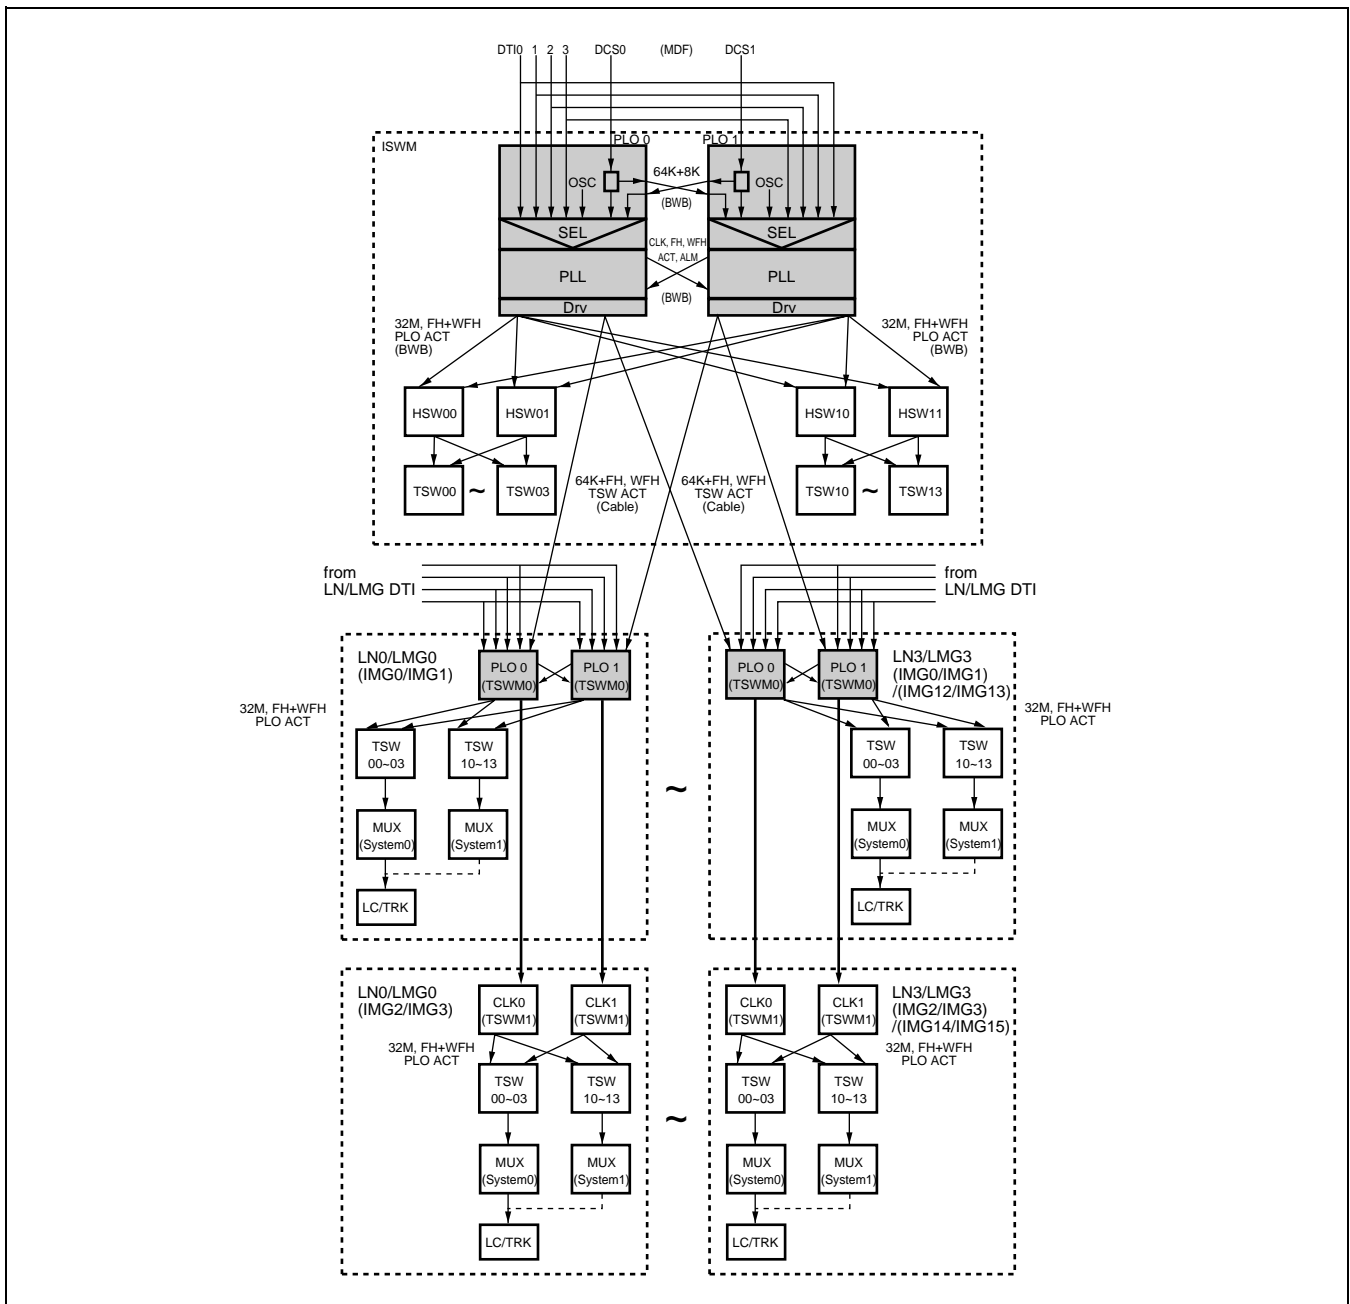 DTI0 1 2 3 DCS0 (MDF) DCS1
ISWM
PLO 0
PLO 1
OSC
64K+8K
OSC
(BWB)
SEL
SEL
CLK, FH, WFH
ACT, ALM
PLL
PLL
(BWB)
Drv
Drv
32M, FH+WFH
PLO ACT
(BWB)
32M, FH+WFH
PLO ACT
(BWB)
HSW00
HSW01
HSW10
HSW11
TSW00
~
TSW03
64K+FH, WFH
TSW ACT
(Cable)
64K+FH, WFH
TSW ACT
(Cable)
TSW10
~
TSW13
from
LN/LMG DTI
from
LN/LMG DTI
LN0/LMG0
(IMG0/IMG1)
PLO 0
(TSWM0)
PLO 1
(TSWM0)
PLO 0
(TSWM0)
PLO 1
(TSWM0)
LN3/LMG3
(IMG0/IMG1)
/(IMG12/IMG13)
32M, FH+WFH
PLO ACT
32M, FH+WFH
PLO ACT
TSW
00~03
TSW
10~13
TSW
00~03
TSW
10~13
~
MUX
(System0)
MUX
(System1)
MUX
(System0)
MUX
(System1)
LC/TRK
LC/TRK
LN0/LMG0
(IMG2/IMG3)
CLK0
(TSWM1)
CLK1
(TSWM1)
CLK0
(TSWM1)
CLK1
(TSWM1)
LN3/LMG3
(IMG2/IMG3)
/(IMG14/IMG15)
32M, FH+WFH
PLO ACT
32M, FH+WFH
PLO ACT
TSW
00~03
TSW
10~13
TSW
00~03
TSW
10~13
~
MUX
(System0)
MUX
(System1)
MUX
(System0)
MUX
(System1)
LC/TRK
LC/TRK